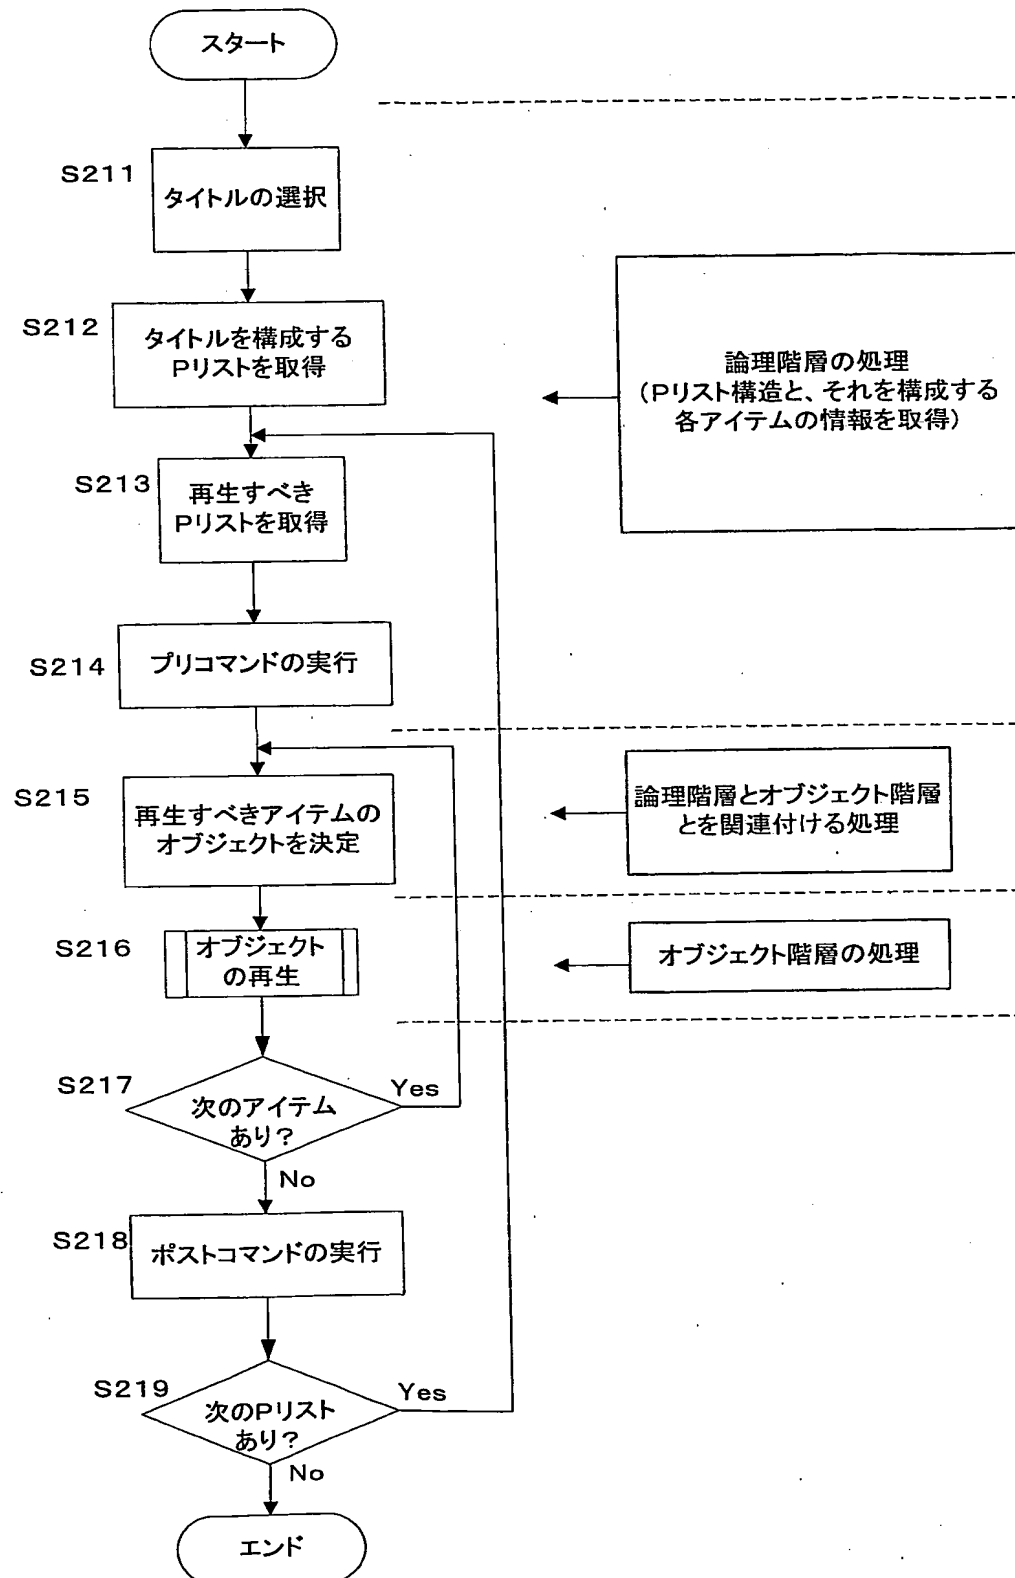 スタート
S211
タイトルの選択
S212
タイトルを構成する
Pリストを取得
論理階層の処理
(Pリスト構造と、それを構成する
各アイテムの情報を取得)
S213
再生すべき
Pリストを取得
S214
プリコマンドの実行
S215
再生すべきアイテムの
オブジェクトを決定
論理階層とオブジェクト階層
とを関連付ける処理
S216
オブジェクト
の再生
オブジェクト階層の処理
S217
次のアイテム
あり?
Yes
No
S218
ポストコマンドの実行
S219
次のPリスト
あり?
Yes
No
エンド